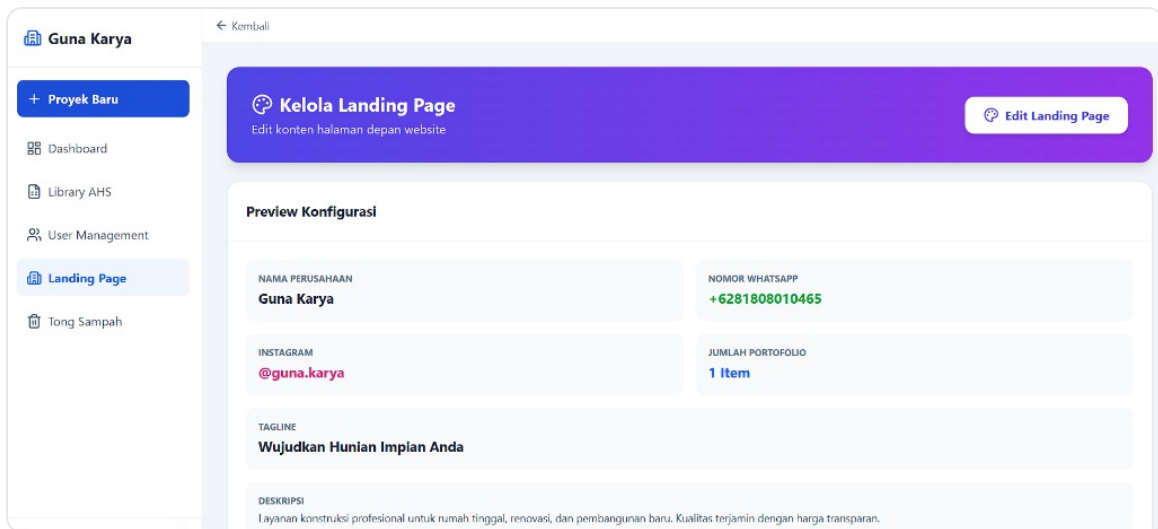 Guna Karya
Kembali
+ Proyek Baru
Dashboard
Library AHS
User Management
Landing Page
Tong Sampah
Kelola Landing Page
Edit konten halaman depan website
Edit Landing Page
Preview Konfigurasi
NAMA PERUSAHAAN
Guna Karya
NOMOR WHATSAPP
+6281808010465
INSTAGRAM
@guna.karya
JUMLAH PORTOFOLIO
1 Item
TAGLINE
Wujudkan Hunian Impian Anda
DESKRIPSI
Layanan konstruksi profesional untuk rumah tinggal, renovasi, dan pembangunan baru. Kualitas terjamin dengan harga transparan.